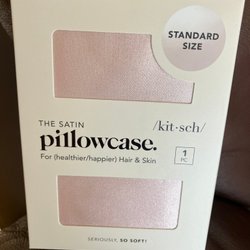 STANDARD
SIZE
THE SATIN
/kit•sch/
pillowcase.
For (healthier/happier) Hair & Skin
1
PC
SERIOUSLY, SO SOFT!